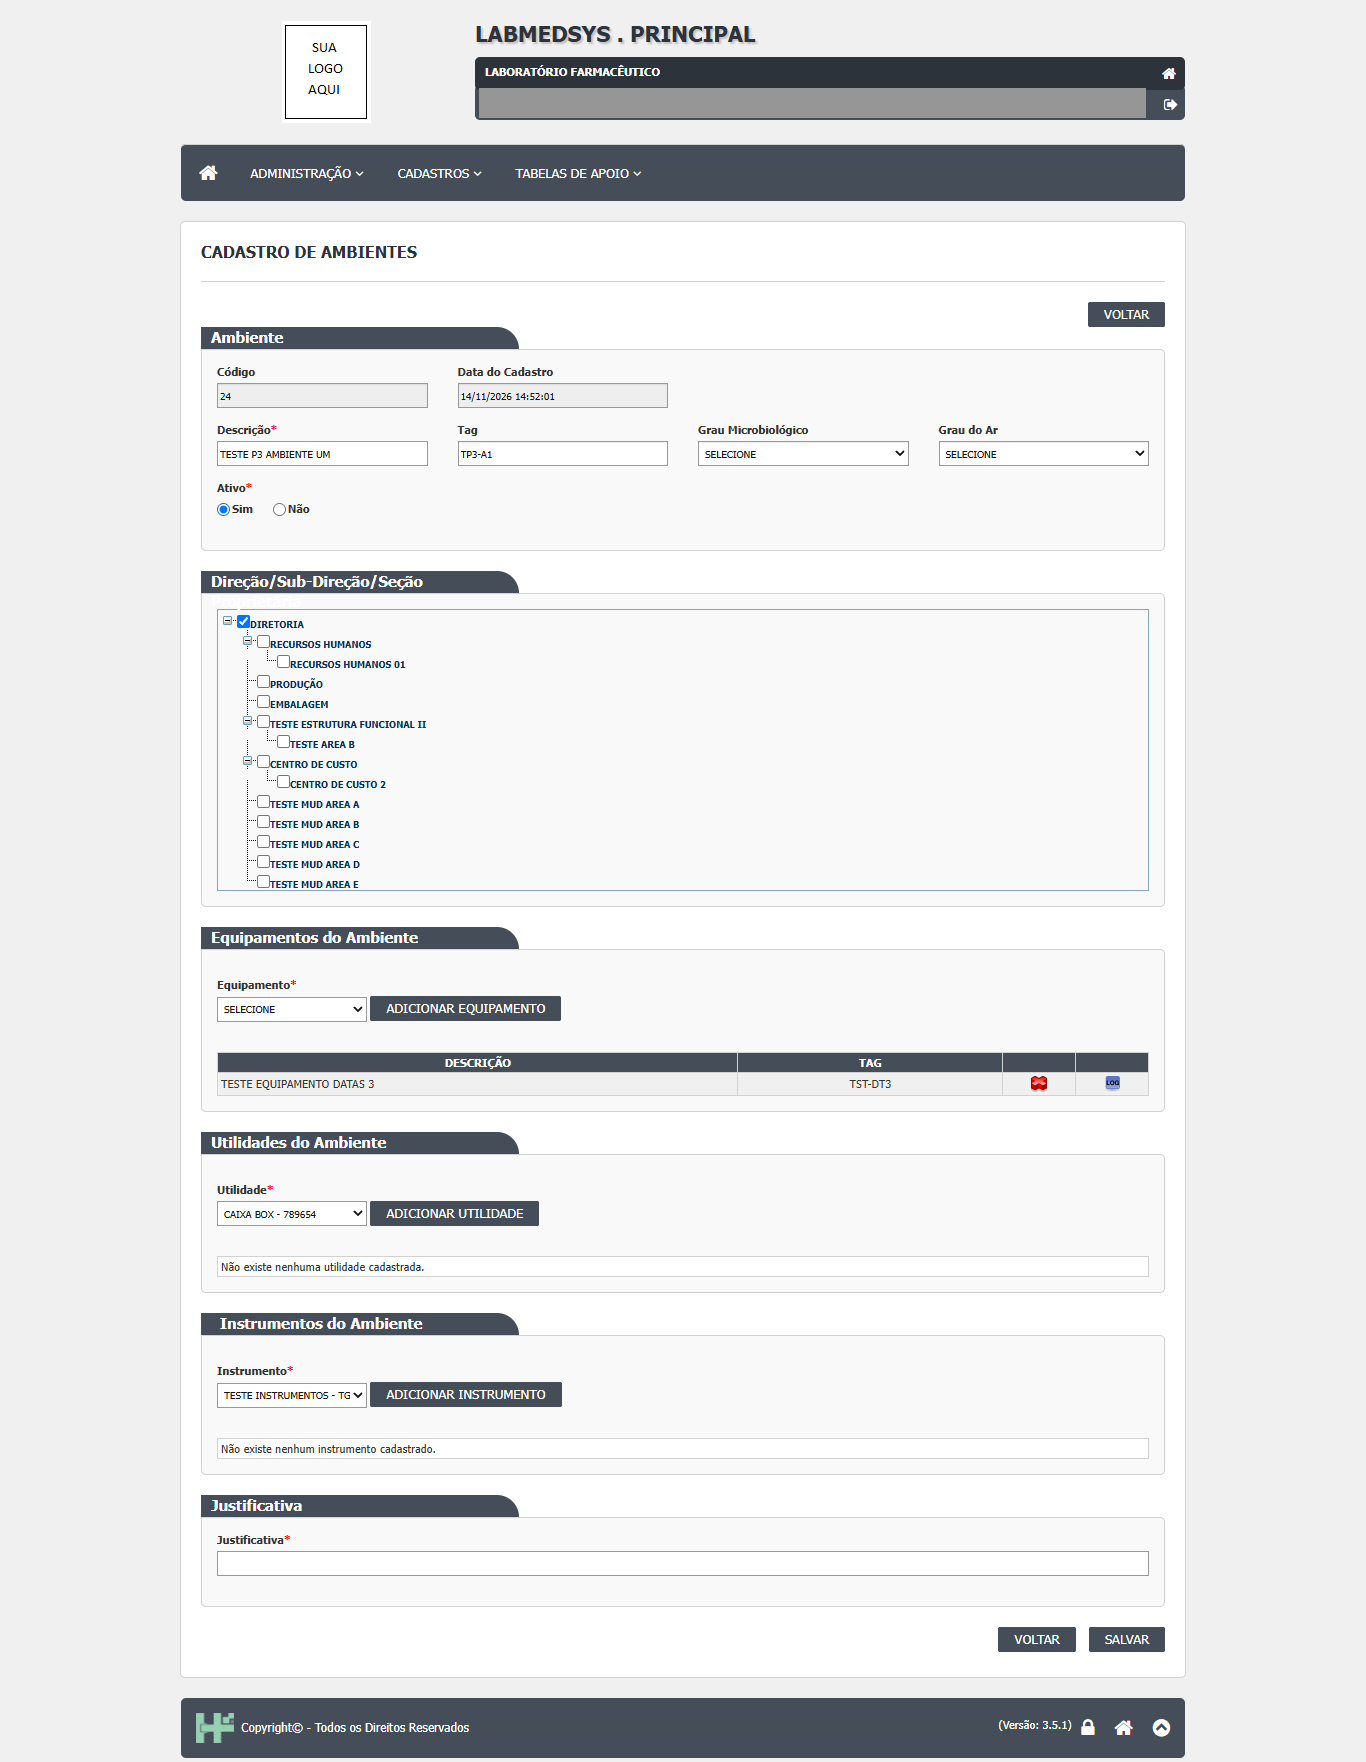 SUA
LOGO
AQUI
LABMEDSYS . PRINCIPAL
LABORATÓRIO FARMACÊUTICO
ADMINISTRAÇÃO CADASTROS TABELAS DE APOIO
CADASTRO DE AMBIENTES
VOLTAR
Ambiente
Código Data do Cadastro
24 14/11/2026 14:52:01
Descrição* Tag Grau Microbiológico Grau do Ar
TESTE P3 AMBIENTE UM TP3-A1 SELECIONE SELECIONE
Ativo*
Sim Não
Direção/Sub-Direção/Seção
DIRETORIA
RECURSOS HUMANOS
RECURSOS HUMANOS 01
PRODUÇÃO
EMBALAGEM
TESTE ESTRUTURA FUNCIONAL II
TESTE AREA B
CENTRO DE CUSTO
CENTRO DE CUSTO 2
TESTE MUD AREA A
TESTE MUD AREA B
TESTE MUD AREA C
TESTE MUD AREA D
TESTE MUD AREA E
Equipamentos do Ambiente
Equipamento*
SELECIONE ADICIONAR EQUIPAMENTO
DESCRIÇÃO TAG
TESTE EQUIPAMENTO DATAS 3 TST-DT3 LOG
Utilidades do Ambiente
Utilidade*
CAIXA BOX - 789654 ADICIONAR UTILIDADE
Não existe nenhuma utilidade cadastrada.
Instrumentos do Ambiente
Instrumento*
TESTE INSTRUMENTOS - TG ADICIONAR INSTRUMENTO
Não existe nenhum instrumento cadastrado.
Justificativa
Justificativa*
VOLTAR SALVAR
Copyright© - Todos os Direitos Reservados (Versão: 3.5.1)